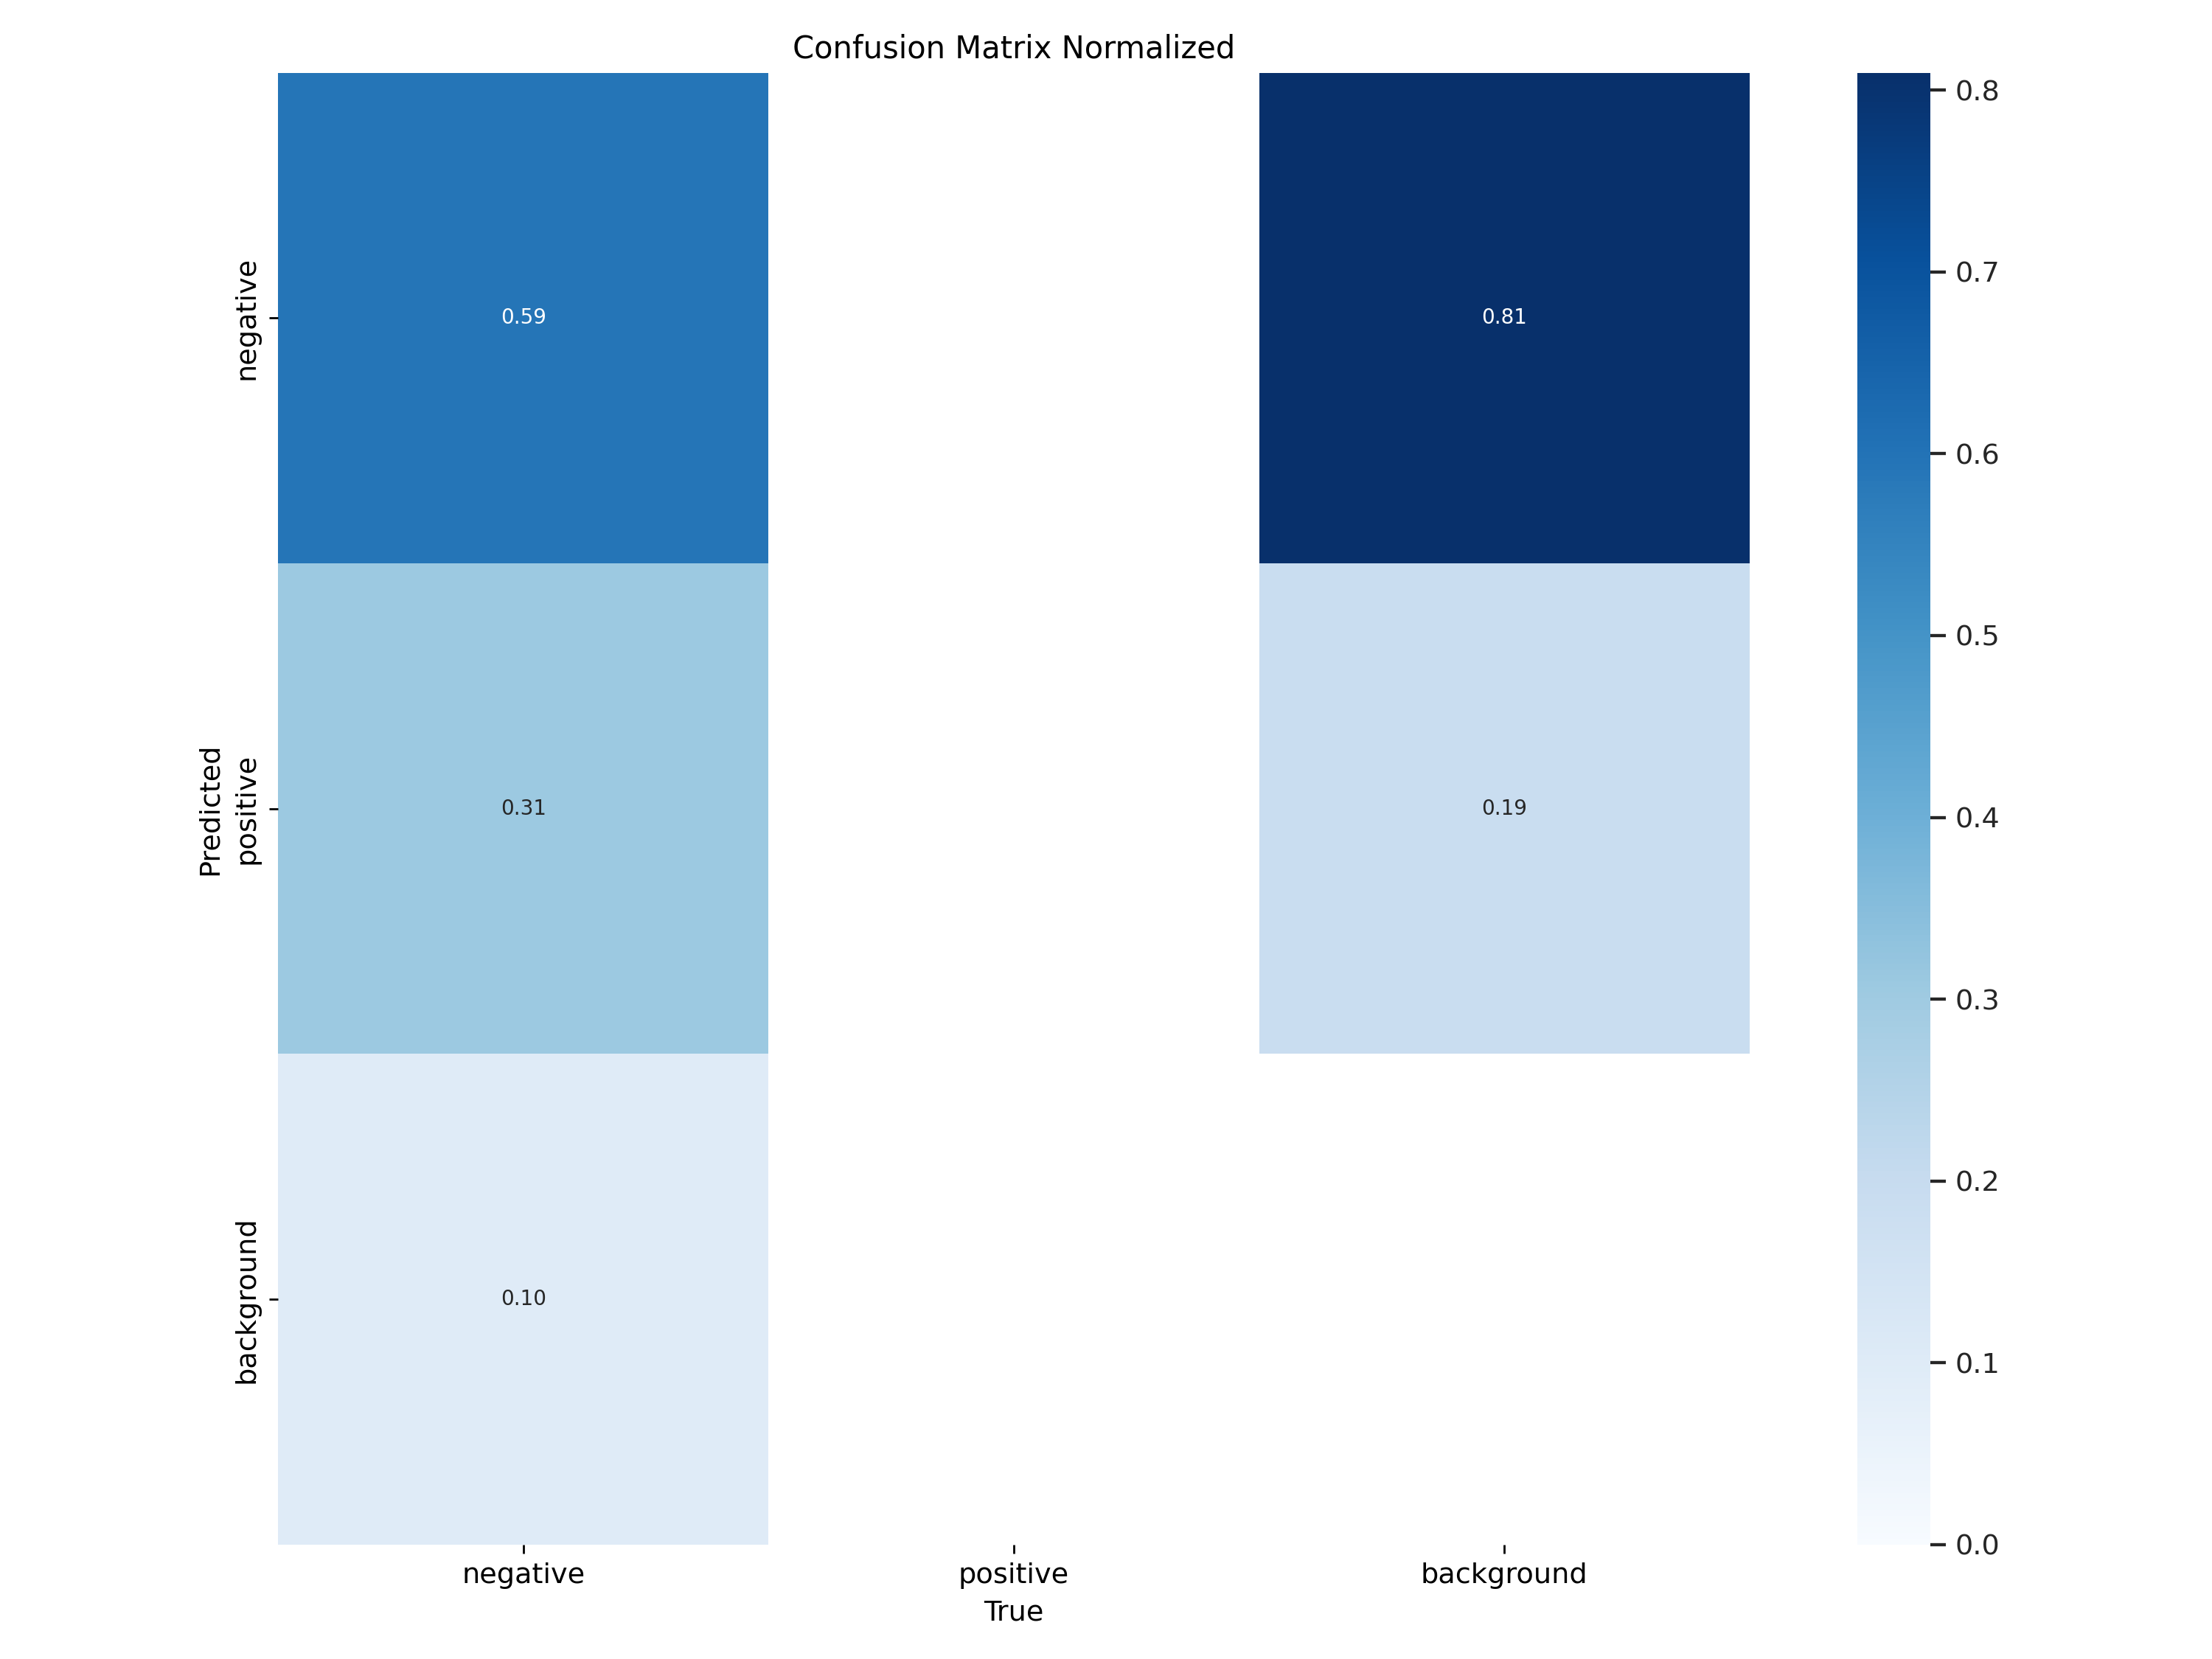 Confusion Matrix Normalized
negative
positive
background
Predicted
0.59
0.81
0.31
0.19
0.10
negative
positive
background
True
0.8
0.7
0.6
0.5
0.4
0.3
0.2
0.1
0.0